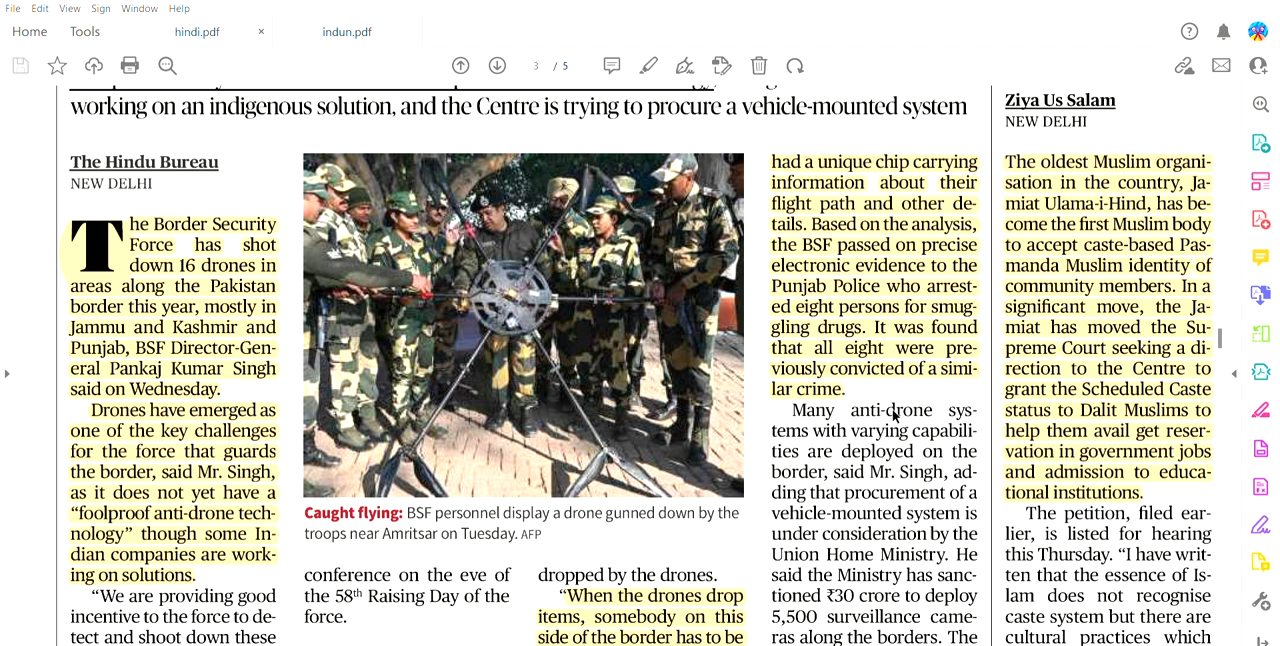 File Edit View Sign Window Help
Home Tools hindi.pdf × indun.pdf
3 / 5
working on an indigenous solution, and the Centre is trying to procure a vehicle-mounted system
The Hindu Bureau
NEW DELHI
The Border Security
Force has shot
down 16 drones in
areas along the Pakistan
border this year, mostly in
Jammu and Kashmir and
Punjab, BSF Director-Gen-
eral Pankaj Kumar Singh
said on Wednesday.
Drones have emerged as
one of the key challenges
for the force that guards
the border, said Mr. Singh,
as it does not yet have a
“foolproof anti-drone tech-
nology” though some In-
dian companies are work-
ing on solutions.
“We are providing good
incentive to the force to de-
tect and shoot down these
Caught flying: BSF personnel display a drone gunned down by the
troops near Amritsar on Tuesday. AFP
conference on the eve of
the 58th Raising Day of the
force.
dropped by the drones.
“When the drones drop
items, somebody on this
side of the border has to be
had a unique chip carrying
information about their
flight path and other de-
tails. Based on the analysis,
the BSF passed on precise
electronic evidence to the
Punjab Police who arrest-
ed eight persons for smug-
gling drugs. It was found
that all eight were pre-
viously convicted of a simi-
lar crime.
Many anti-drone sys-
tems with varying capabili-
ties are deployed on the
border, said Mr. Singh, ad-
ding that procurement of a
vehicle-mounted system is
under consideration by the
Union Home Ministry. He
said the Ministry has sanc-
tioned ₹30 crore to deploy
5,500 surveillance came-
ras along the borders. The
Ziya Us Salam
NEW DELHI
The oldest Muslim organi-
sation in the country, Ja-
miat Ulama-i-Hind, has be-
come the first Muslim body
to accept caste-based Pas-
manda Muslim identity of
community members. In a
significant move, the Ja-
miat has moved the Su-
preme Court seeking a di-
rection to the Centre to
grant the Scheduled Caste
status to Dalit Muslims to
help them avail get reser-
vation in government jobs
and admission to educa-
tional institutions.
The petition, filed ear-
lier, is listed for hearing
this Thursday. “I have writ-
ten that the essence of Is-
lam does not recognise
caste system but there are
cultural practices which